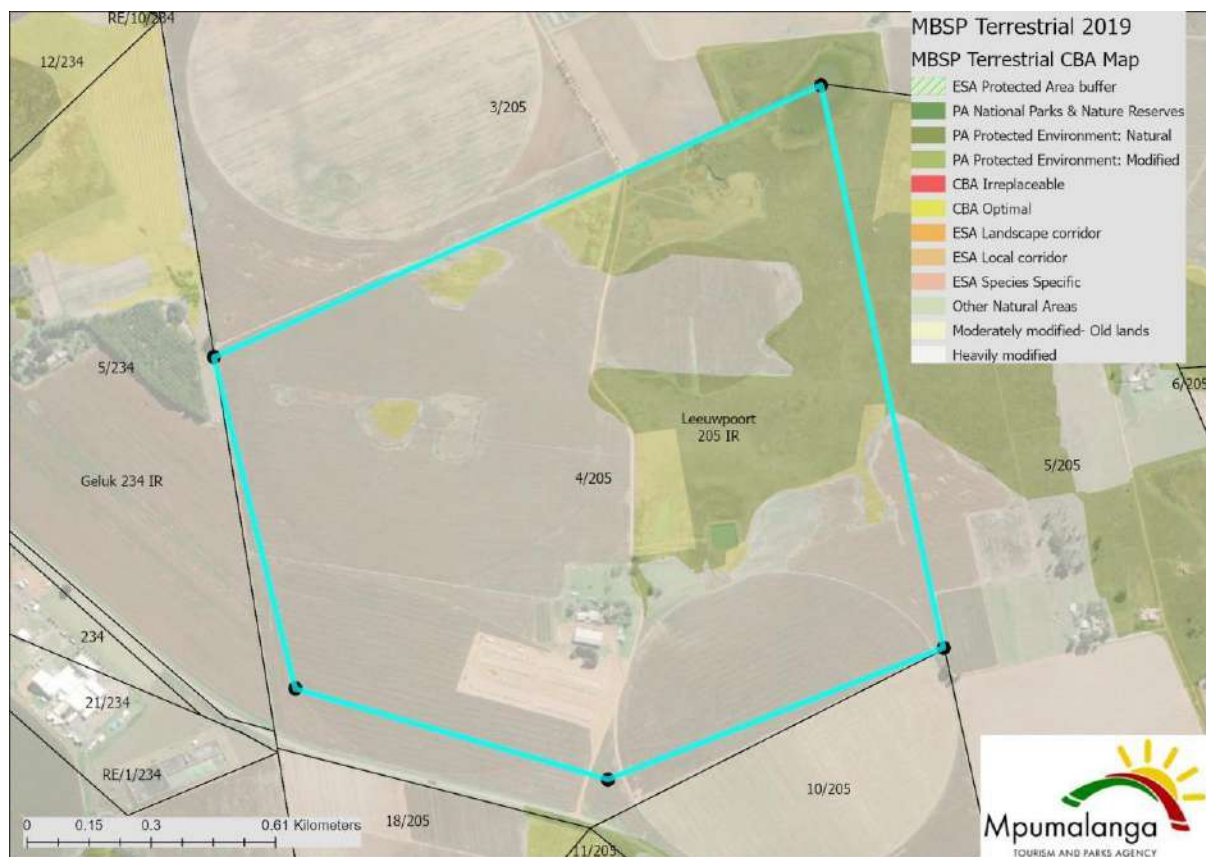 MBSP Terrestrial 2019
MBSP Terrestrial CBA Map
ESA Protected Area buffer
PA National Parks & Nature Reserves
PA Protected Environment: Natural
PA Protected Environment: Modified
CBA Irreplaceable
CBA Optimal
ESA Landscape corridor
ESA Local corridor
ESA Species Specific
Other Natural Areas
Moderately modified- Old lands
Heavily modified
RE/10/234
12/234
3/205
5/234
6/205
Leeuwpoort
205 IR
Geluk 234 IR
4/205
5/205
234
21/234
RE/1/234
10/205
18/205
11/205
0 0.15 0.3 0.61 Kilometers
Mpumalanga
TOURISM AND PARKS AGENCY